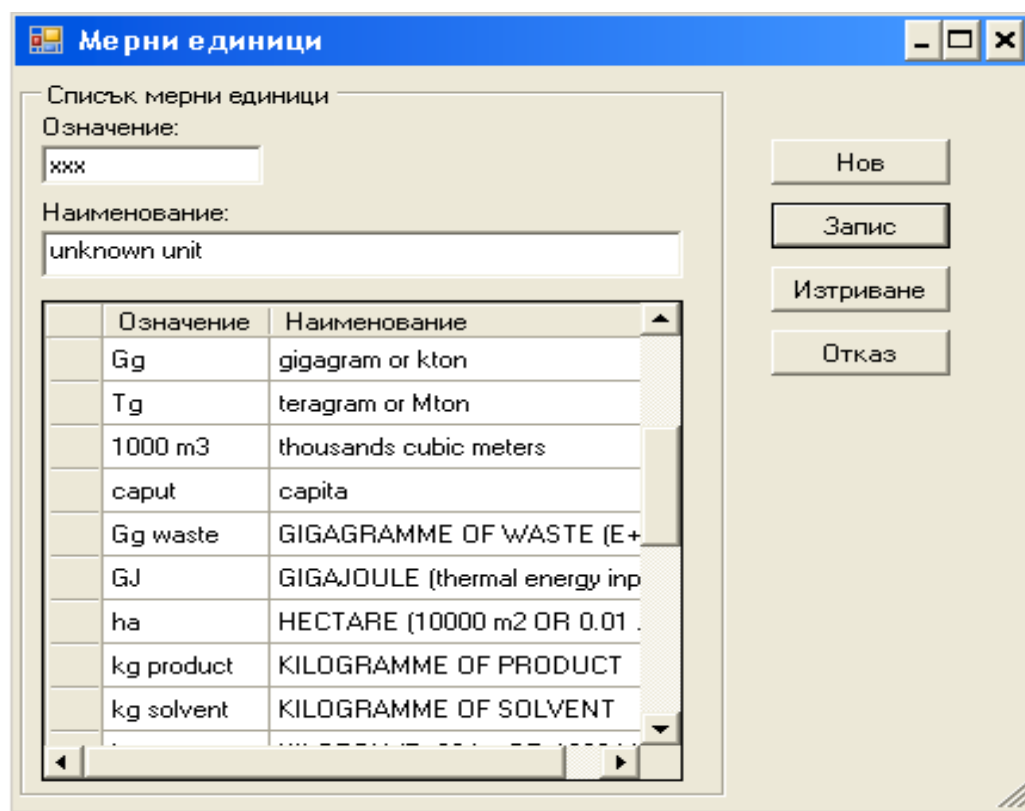 Мерни единици
Списък мерни единици
Означение:
xxx
Наименование:
unknown unit
Означение Наименование
Gg gigagram or kton
Tg teragram or Mton
1000 m3 thousands cubic meters
caput capita
Gg waste GIGAGRAMME OF WASTE (E+
GJ GIGAJOULE (thermal energy inp
ha HECTARE (10000 m2 OR 0.01 .
kg product KILOGRAMME OF PRODUCT
kg solvent KILOGRAMME OF SOLVENT
Нов
Запис
Изтриване
Отказ